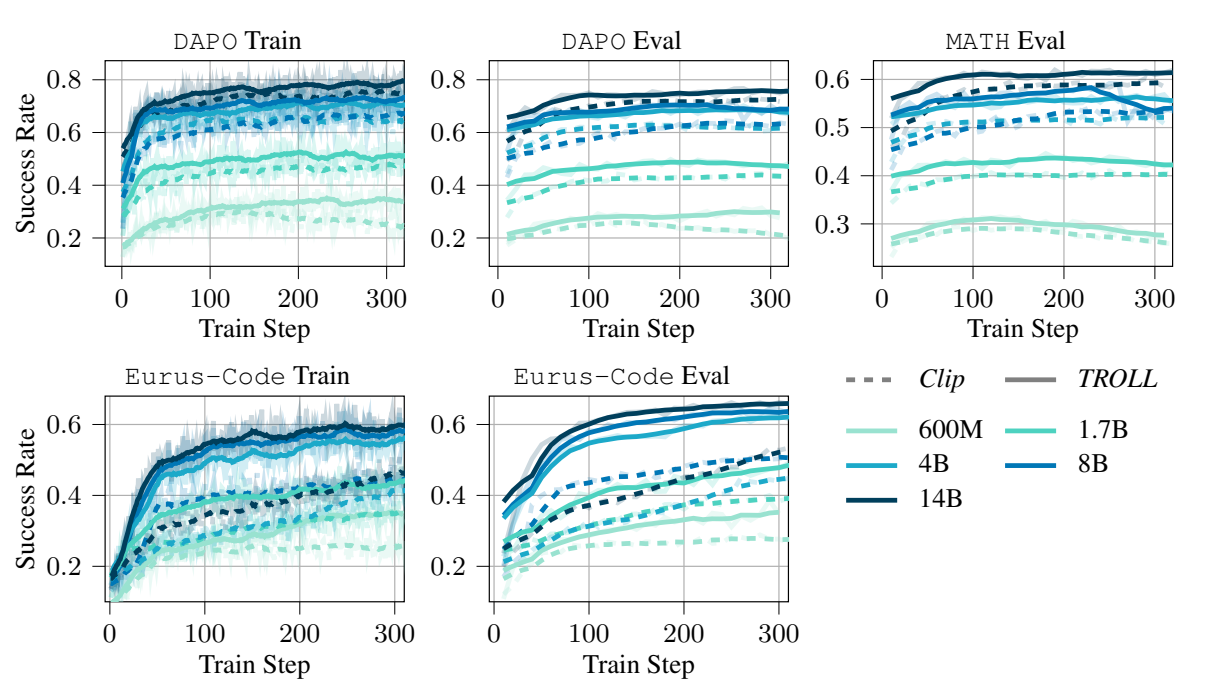 DAPO Train
DAPO Eval
MATH Eval
Success Rate
0.8
0.6
0.4
0.2
0 100 200 300
Train Step
0.8
0.6
0.4
0.2
0 100 200 300
Train Step
0.6
0.5
0.4
0.3
0 100 200 300
Train Step
Eurus-Code Train
Eurus-Code Eval
Success Rate
0.6
0.4
0.2
0 100 200 300
Train Step
0.6
0.4
0.2
0 100 200 300
Train Step
Clip TROLL
600M 1.7B
4B 8B
14B